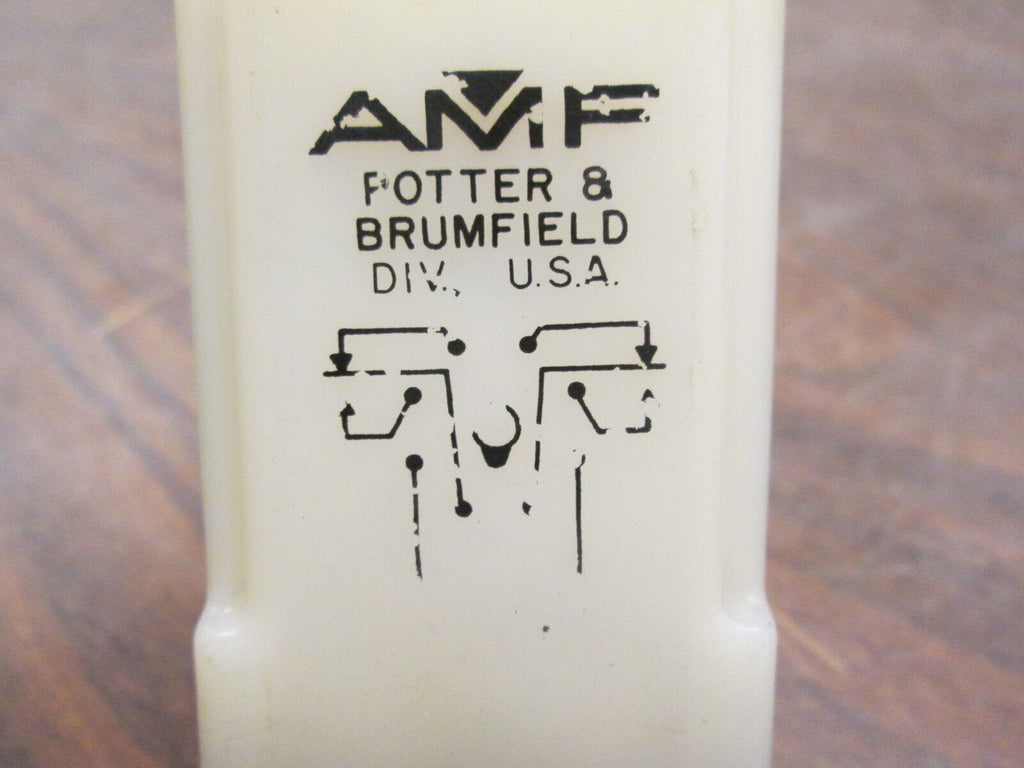 AMF
POTTER &
BRUMFIELD
DIV., U.S.A.